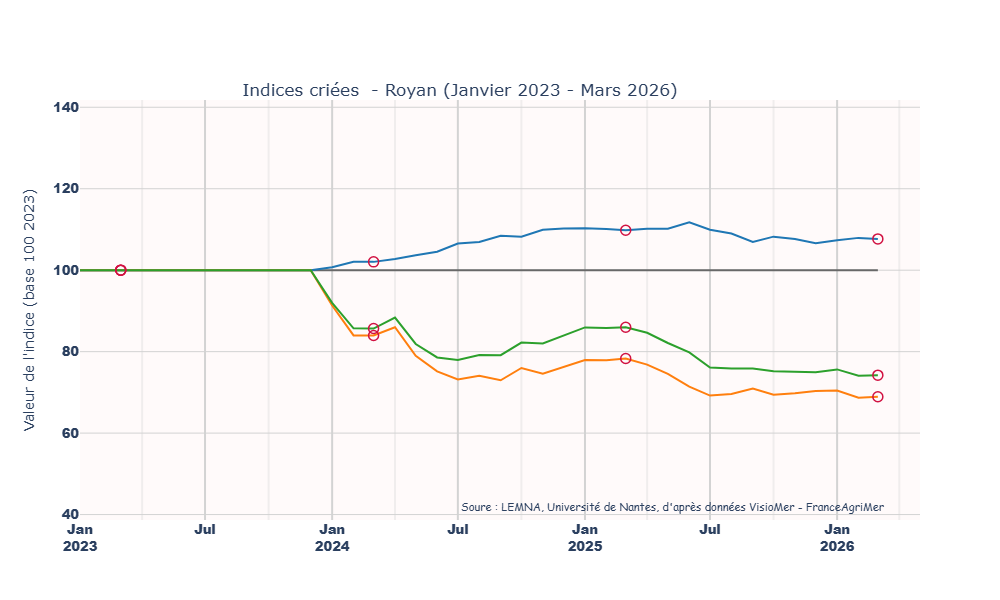 Indices criées  - Royan (Janvier 2023 - Mars 2026)
Valeur de l'indice (base 100 2023)
140
120
100
80
60
40
Soure : LEMNA, Université de Nantes, d'après données VisioMer - FranceAgriMer
Jan Jul Jan Jul Jan Jul Jan
2023 2024 2025 2026